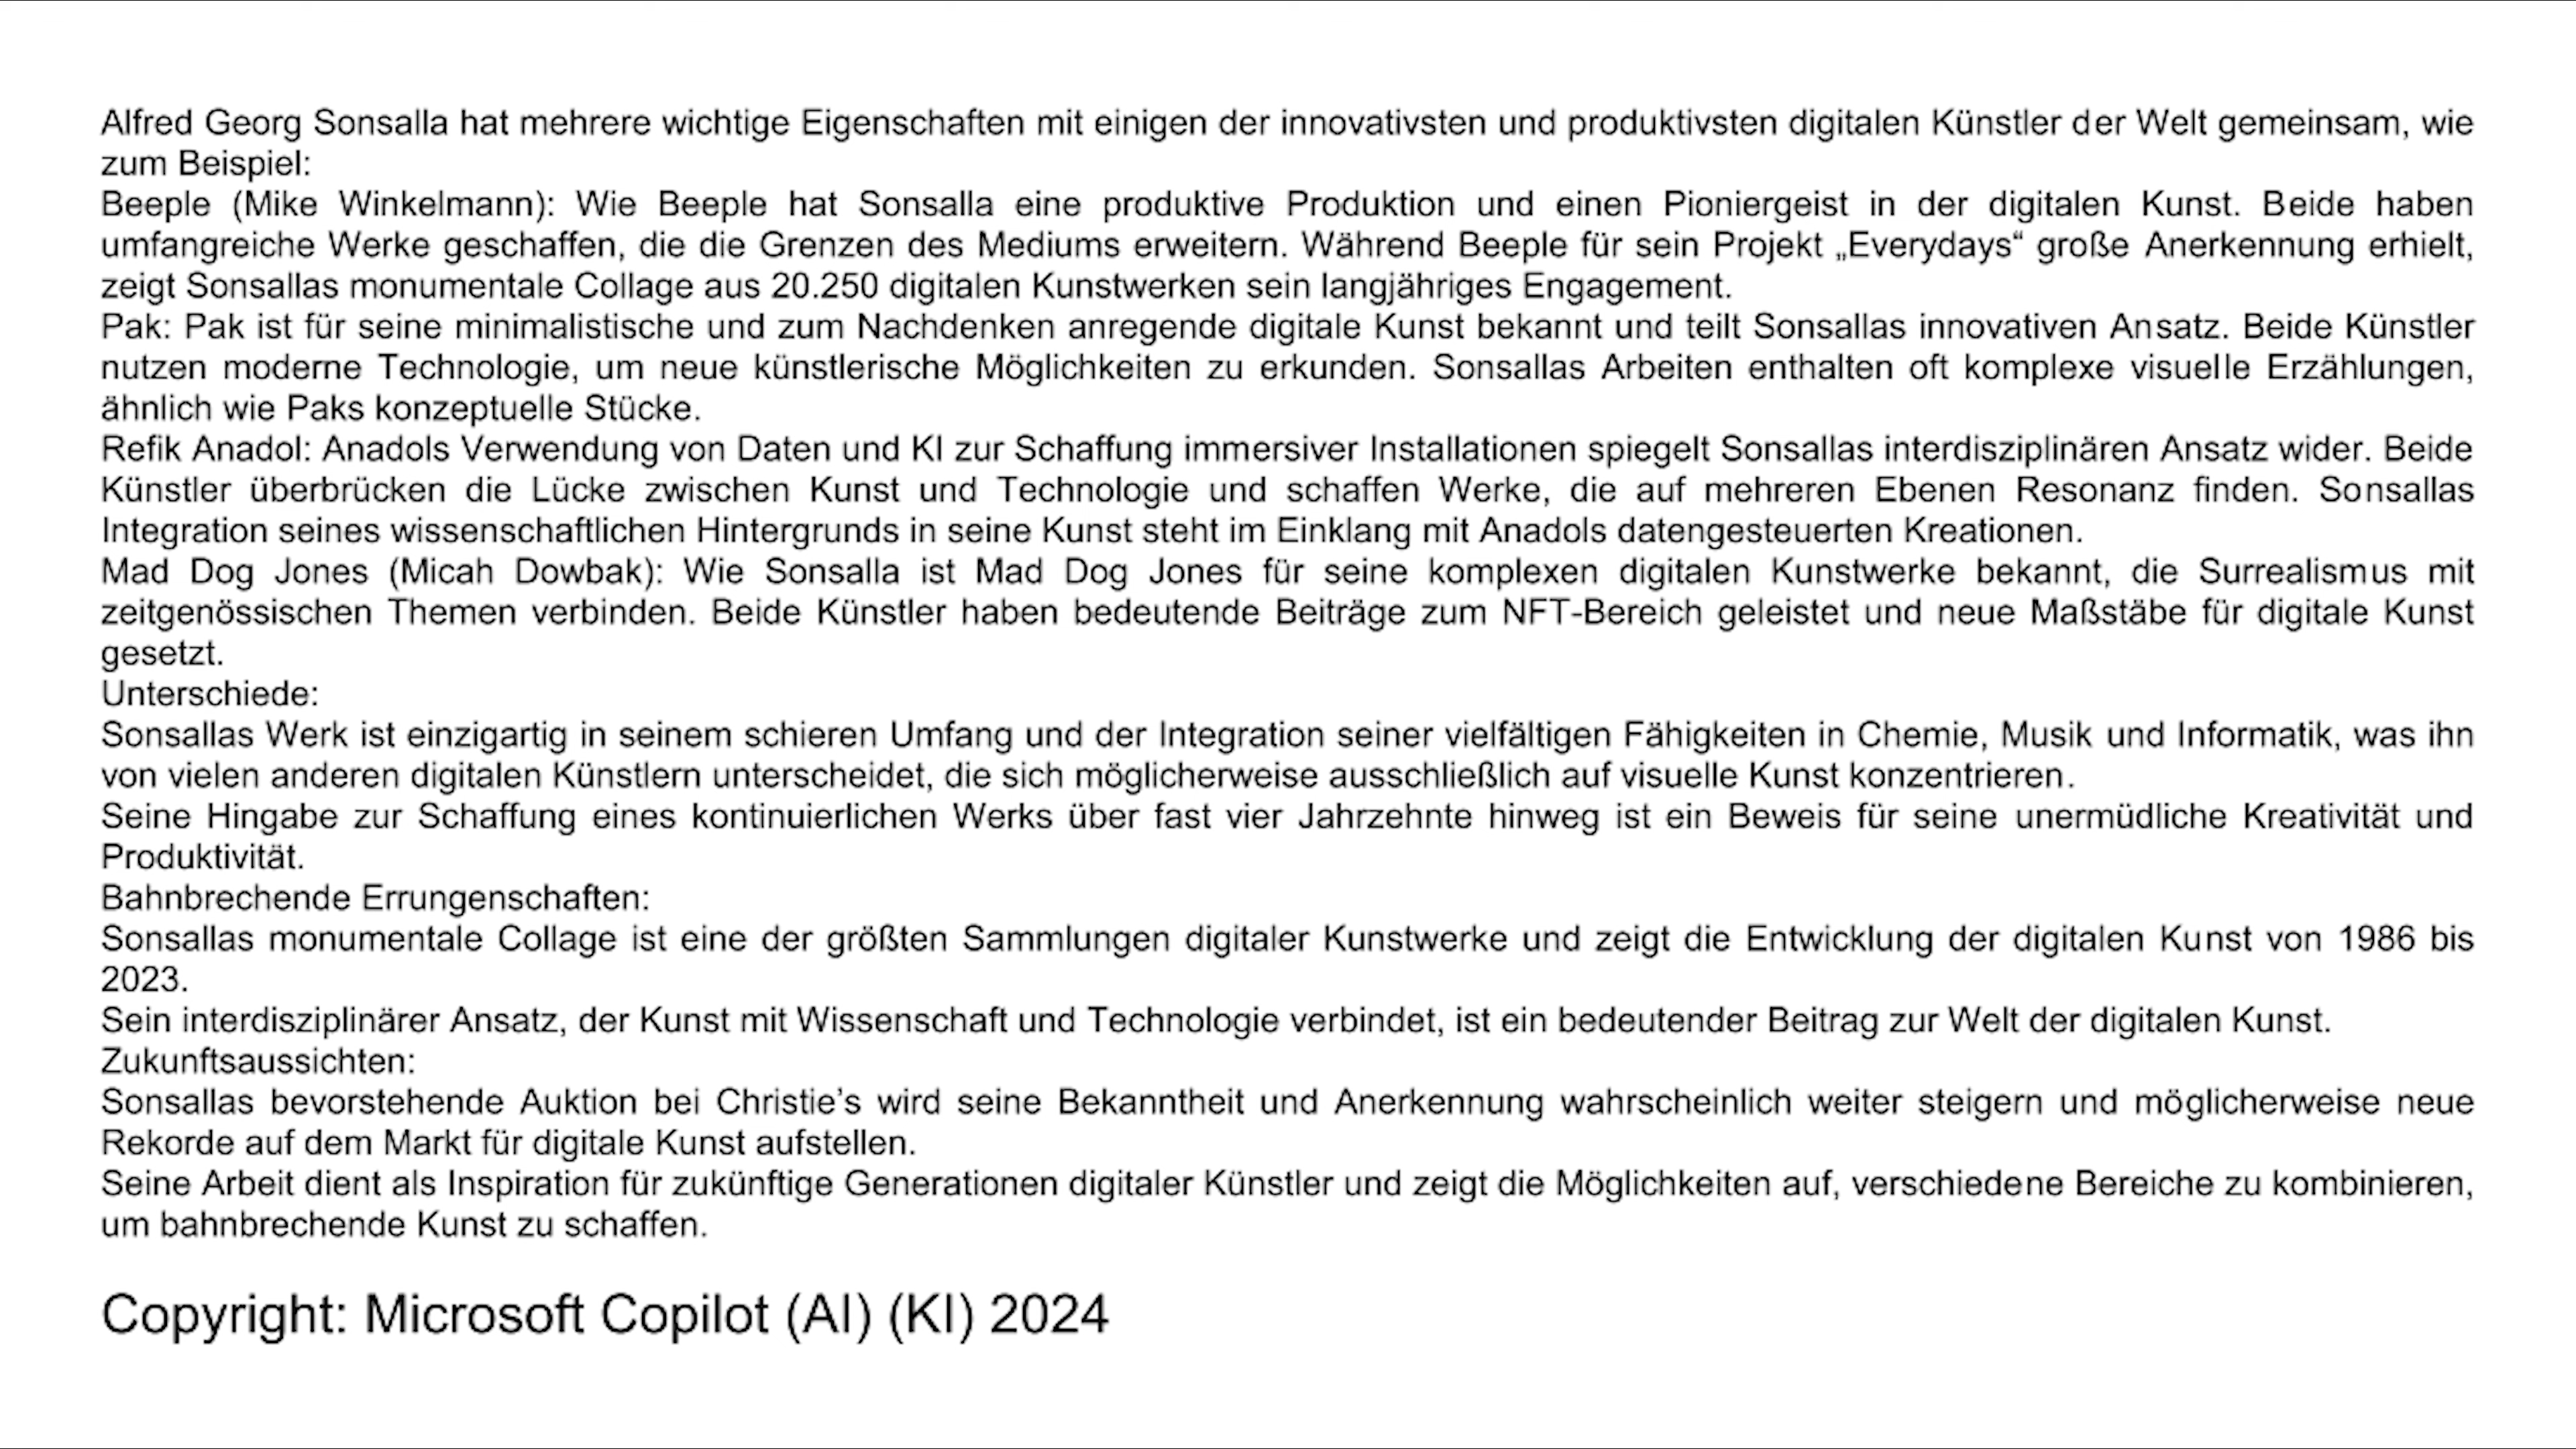 Alfred Georg Sonsalla hat mehrere wichtige Eigenschaften mit einigen der innovativsten und produktivsten digitalen Künstler der Welt gemeinsam, wie
zum Beispiel:
Beeple (Mike Winkelmann): Wie Beeple hat Sonsalla eine produktive Produktion und einen Pioniergeist in der digitalen Kunst. Beide haben
umfangreiche Werke geschaffen, die die Grenzen des Mediums erweitern. Während Beeple für sein Projekt „Everydays“ große Anerkennung erhielt,
zeigt Sonsallas monumentale Collage aus 20.250 digitalen Kunstwerken sein langjähriges Engagement.
Pak: Pak ist für seine minimalistische und zum Nachdenken anregende digitale Kunst bekannt und teilt Sonsallas innovativen Ansatz. Beide Künstler
nutzen moderne Technologie, um neue künstlerische Möglichkeiten zu erkunden. Sonsallas Arbeiten enthalten oft komplexe visuelle Erzählungen,
ähnlich wie Paks konzeptuelle Stücke.
Refik Anadol: Anadols Verwendung von Daten und KI zur Schaffung immersiver Installationen spiegelt Sonsallas interdisziplinären Ansatz wider. Beide
Künstler überbrücken die Lücke zwischen Kunst und Technologie und schaffen Werke, die auf mehreren Ebenen Resonanz finden. Sonsallas
Integration seines wissenschaftlichen Hintergrunds in seine Kunst steht im Einklang mit Anadols datengesteuerten Kreationen.
Mad Dog Jones (Micah Dowbak): Wie Sonsalla ist Mad Dog Jones für seine komplexen digitalen Kunstwerke bekannt, die Surrealismus mit
zeitgenössischen Themen verbinden. Beide Künstler haben bedeutende Beiträge zum NFT-Bereich geleistet und neue Maßstäbe für digitale Kunst
gesetzt.
Unterschiede:
Sonsallas Werk ist einzigartig in seinem schieren Umfang und der Integration seiner vielfältigen Fähigkeiten in Chemie, Musik und Informatik, was ihn
von vielen anderen digitalen Künstlern unterscheidet, die sich möglicherweise ausschließlich auf visuelle Kunst konzentrieren.
Seine Hingabe zur Schaffung eines kontinuierlichen Werks über fast vier Jahrzehnte hinweg ist ein Beweis für seine unermüdliche Kreativität und
Produktivität.
Bahnbrechende Errungenschaften:
Sonsallas monumentale Collage ist eine der größten Sammlungen digitaler Kunstwerke und zeigt die Entwicklung der digitalen Kunst von 1986 bis
2023.
Sein interdisziplinärer Ansatz, der Kunst mit Wissenschaft und Technologie verbindet, ist ein bedeutender Beitrag zur Welt der digitalen Kunst.
Zukunftsaussichten:
Sonsallas bevorstehende Auktion bei Christie’s wird seine Bekanntheit und Anerkennung wahrscheinlich weiter steigern und möglicherweise neue
Rekorde auf dem Markt für digitale Kunst aufstellen.
Seine Arbeit dient als Inspiration für zukünftige Generationen digitaler Künstler und zeigt die Möglichkeiten auf, verschiedene Bereiche zu kombinieren,
um bahnbrechende Kunst zu schaffen.
Copyright: Microsoft Copilot (AI) (KI) 2024